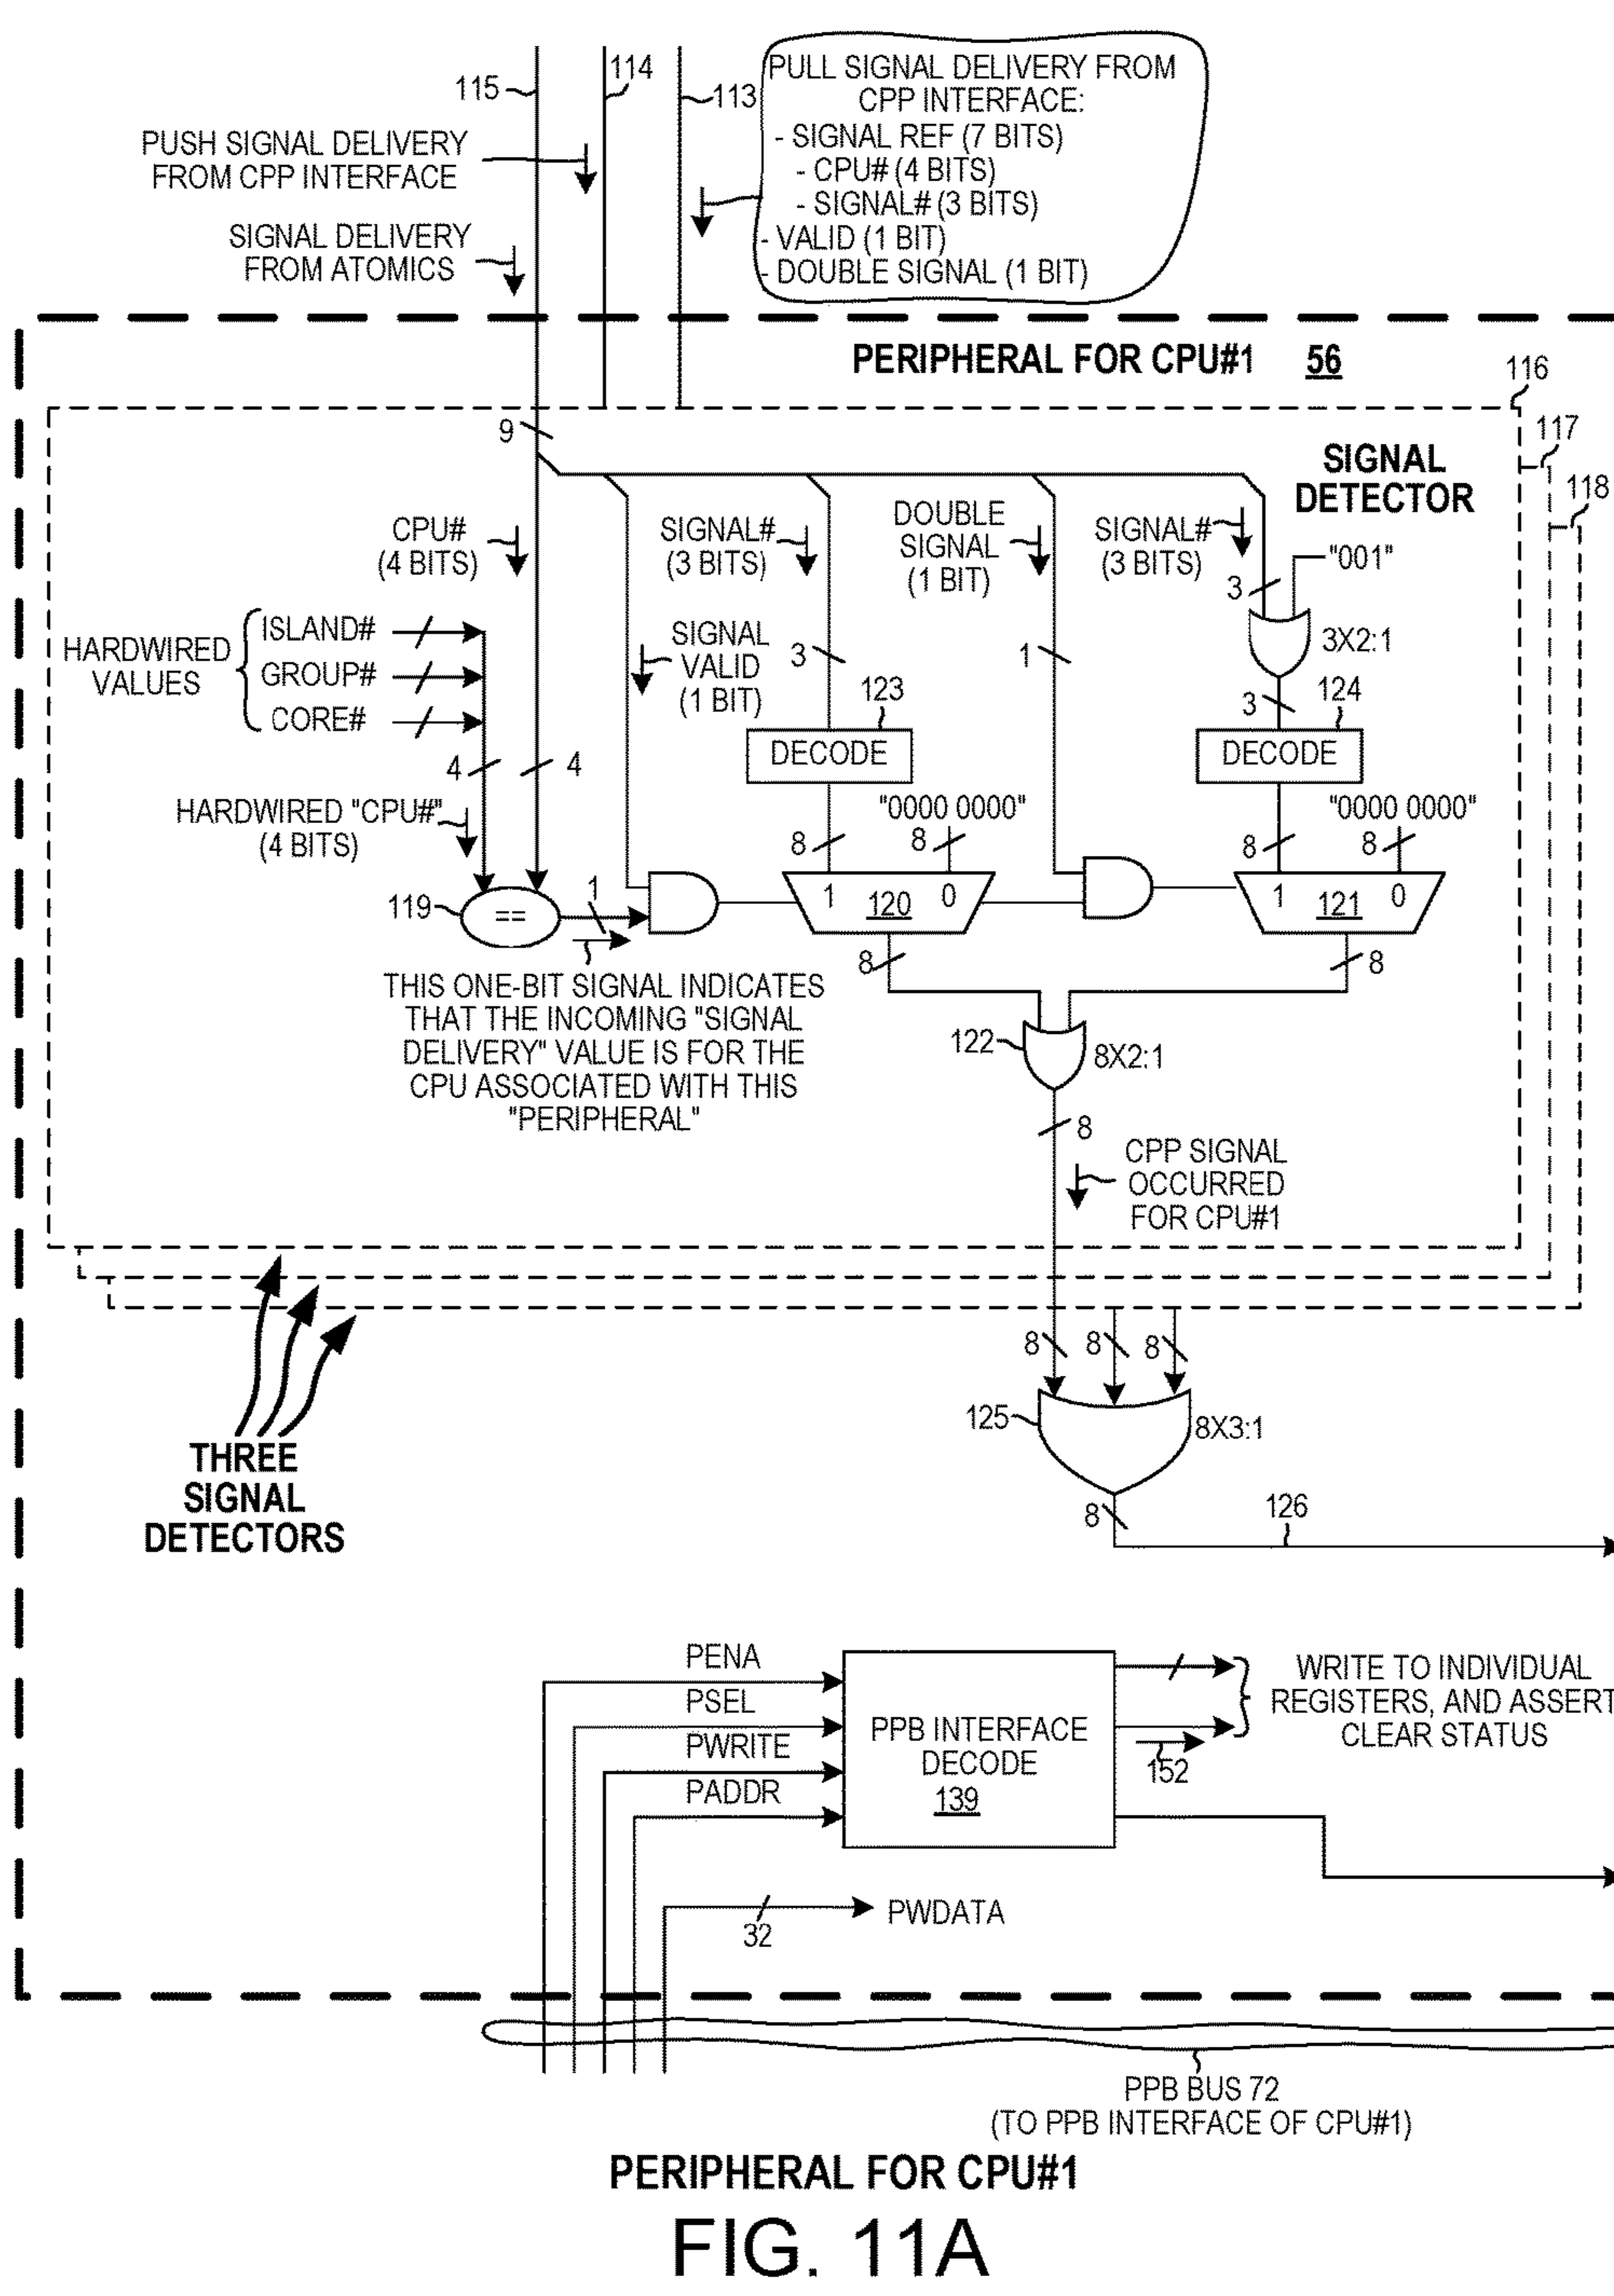 115
114
113
PULL SIGNAL DELIVERY FROM
CPP INTERFACE:
- SIGNAL REF (7 BITS)
- CPU# (4 BITS)
- SIGNAL# (3 BITS)
- VALID (1 BIT)
- DOUBLE SIGNAL (1 BIT)
PUSH SIGNAL DELIVERY
FROM CPP INTERFACE
SIGNAL DELIVERY
FROM ATOMICS
PERIPHERAL FOR CPU#1 56
116
117
118
9
SIGNAL
DETECTOR
CPU#
(4 BITS)
SIGNAL#
(3 BITS)
DOUBLE
SIGNAL
(1 BIT)
SIGNAL#
(3 BITS)
"001"
3
3X2:1
HARDWIRED
VALUES
ISLAND#
GROUP#
CORE#
SIGNAL
VALID
(1 BIT)
3
1
3
123
124
DECODE
DECODE
4
4
HARDWIRED "CPU#"
(4 BITS)
"0000 0000"
"0000 0000"
8
8
8
8
119
==
1
1
120
0
1
121
0
8
8
THIS ONE-BIT SIGNAL INDICATES
THAT THE INCOMING "SIGNAL
DELIVERY" VALUE IS FOR THE
CPU ASSOCIATED WITH THIS
"PERIPHERAL"
122
8X2:1
8
CPP SIGNAL
OCCURRED
FOR CPU#1
8
8
8
125
8X3:1
8
126
THREE
SIGNAL
DETECTORS
PENA
PSEL
PWRITE
PADDR
PPB INTERFACE
DECODE
139
152
WRITE TO INDIVIDUAL
REGISTERS, AND ASSERT
CLEAR STATUS
32
PWDATA
PPB BUS 72
(TO PPB INTERFACE OF CPU#1)
PERIPHERAL FOR CPU#1
FIG. 11A